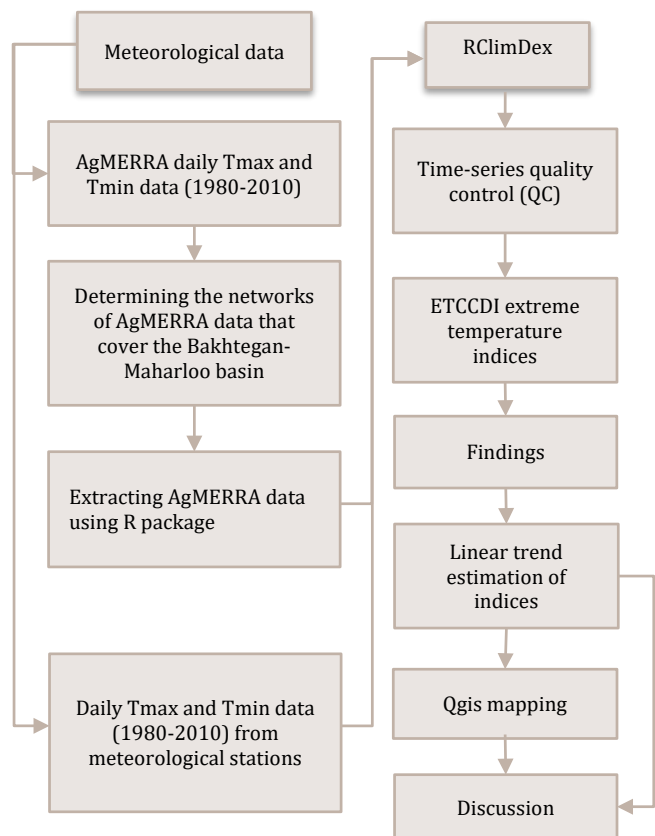 Meteorological data
AgMERRA daily Tmax and
Tmin data (1980-2010)
Determining the networks
of AgMERRA data that
cover the Bakhtegan-
Maharloo basin
Extracting AgMERRA data
using R package
Daily Tmax and Tmin data
(1980-2010) from
meteorological stations
RClimDex
Time-series quality
control (QC)
ETCCDI extreme
temperature
indices
Findings
Linear trend
estimation of
indices
Qgis mapping
Discussion